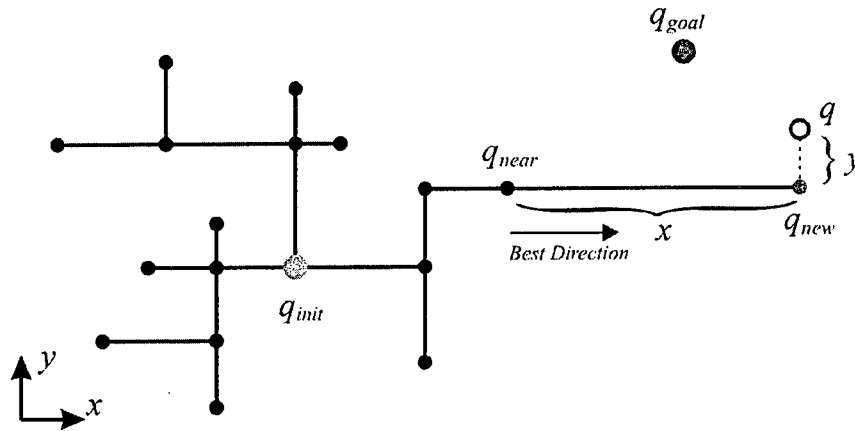 q_goal
q
q_near
} y
x
q_new
Best Direction
q_init
y
x